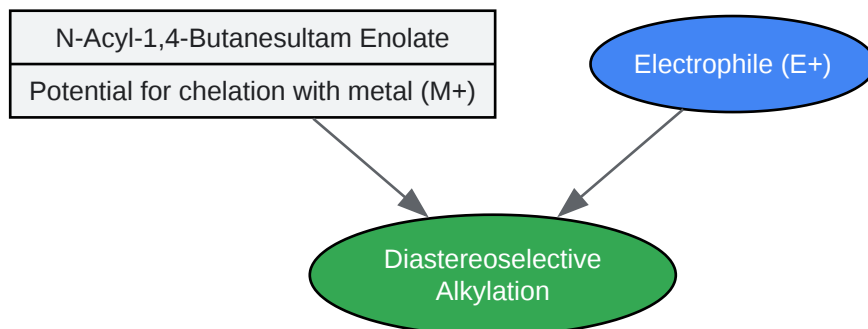 N-Acyl-1,4-Butanesultam Enolate
Potential for chelation with metal (M+)
Electrophile (E+)
Diastereoselective
Alkylation